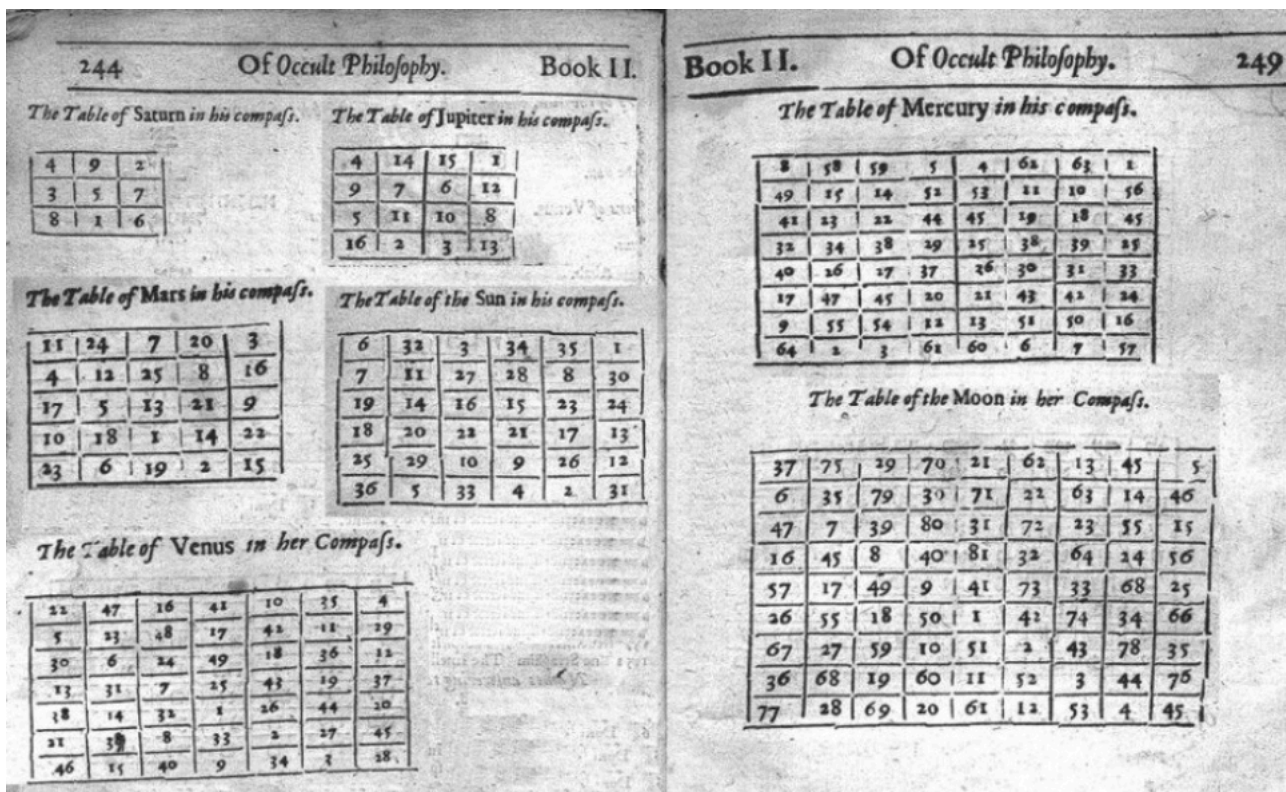 244 Of Occult Philoſophy. Book II.
The Table of Saturn in his compaſs.
4 9 2
3 5 7
8 1 6
The Table of Jupiter in his compaſs.
4 14 15 1
9 7 6 12
5 11 10 8
16 2 3 13
The Table of Mars in his compaſs.
11 24 7 20 3
4 12 25 8 16
17 5 13 21 9
10 18 1 14 22
23 6 19 2 15
The Table of the Sun in his compaſs.
6 32 3 34 35 1
7 11 27 28 8 30
19 14 16 15 23 24
18 20 22 21 17 13
25 29 10 9 26 12
36 5 33 4 2 31
The Table of Venus in her Compaſs.
22 47 16 41 10 35 4
5 23 48 17 42 11 29
30 6 24 49 18 36 12
13 31 7 25 43 19 37
38 14 32 1 26 44 20
21 39 8 33 2 27 45
46 15 40 9 34 3 28
Book II. Of Occult Philoſophy. 249
The Table of Mercury in his compaſs.
8 58 59 5 4 62 63 1
49 15 14 52 53 11 10 56
41 23 22 44 45 19 18 45
32 34 38 29 25 38 39 25
40 26 27 37 36 30 31 33
17 47 45 20 21 43 42 24
9 55 54 12 13 51 50 16
64 2 3 61 60 6 7 57
The Table of the Moon in her Compaſs.
37 75 29 70 21 62 13 45 5
6 35 79 30 71 22 63 14 46
47 7 39 80 31 72 23 55 15
16 45 8 40 81 32 64 24 56
57 17 49 9 41 73 33 68 25
26 55 18 50 1 42 74 34 66
67 27 59 10 51 2 43 78 35
36 68 19 60 11 52 3 44 76
77 28 69 20 61 12 53 4 45